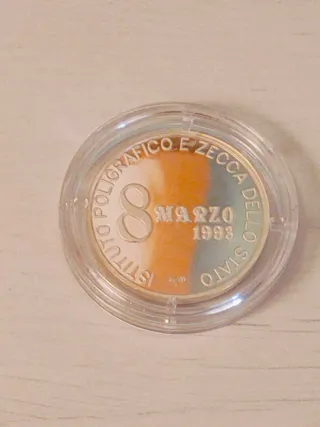 ISTITUTO POLIGRAFICO E ZECCA DELLO STATO
8 MARZO
1993